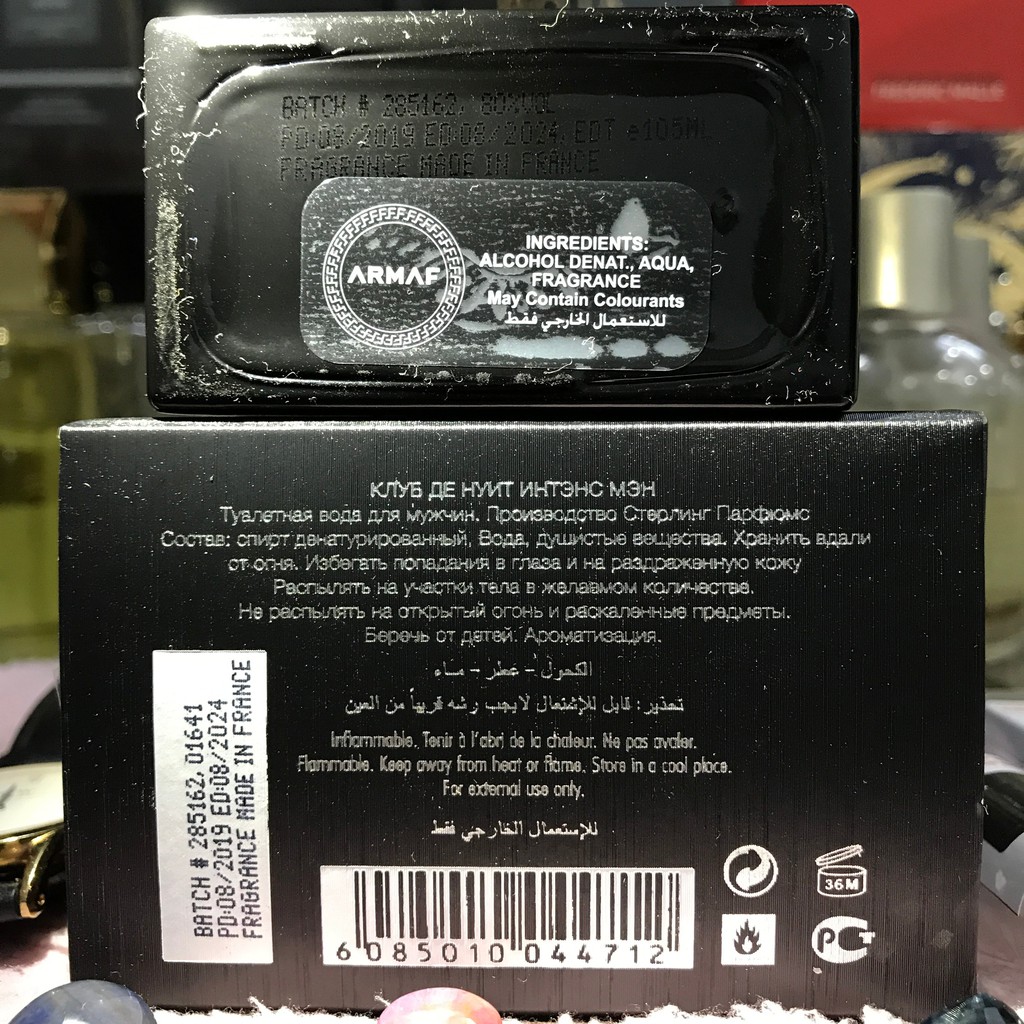 BATCH # 285162, 80%VOL
PD:08/2019 ED:08/2024, EDT e105ML
FRAGRANCE MADE IN FRANCE
ARMAF
INGREDIENTS:
ALCOHOL DENAT., AQUA,
FRAGRANCE
May Contain Colourants
للاستعمال الخارجي فقط
FREDERIC MALLE
КЛУБ ДЕ НУИТ ИНТЭНС МЭН
Туалетная вода для мужчин. Производство Стерлинг Парфюмс
Состав: спирт денатурированный, Вода, душистые вещества. Хранить вдали
от огня. Избегать попадания в глаза и на раздраженную кожу
Распылять на участки тела в желаемом количестве.
Не распылять на открытый огонь и раскаленные предметы.
Беречь от детей. Ароматизация.
الكحول - عطر - مـاء
تحذير: قابل للإشتعال لايجب رشه قريباً من العين
Inflammable. Tenir à l'abri de la chaleur. Ne pas avaler.
Flammable. Keep away from heat or flame. Store in a cool place.
For external use only.
للإستعمال الخارجي فقط
BATCH # 285162, 01641
PD:08/2019 ED:08/2024
FRAGRANCE MADE IN FRANCE
6 085010 044712
36M